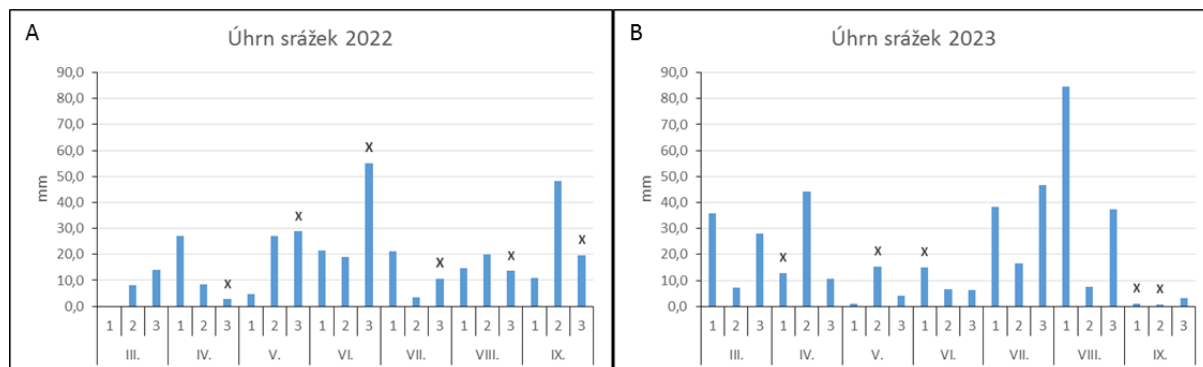 A
Úhrn srážek 2022
90,0
80,0
70,0
60,0
50,0
40,0
30,0
20,0
10,0
0,0
mm
x x x x x x
1 2 3 1 2 3 1 2 3 1 2 3 1 2 3 1 2 3 1 2 3
III. IV. V. VI. VII. VIII. IX.
B
Úhrn srážek 2023
90,0
80,0
70,0
60,0
50,0
40,0
30,0
20,0
10,0
0,0
mm
x x x x x
1 2 3 1 2 3 1 2 3 1 2 3 1 2 3 1 2 3 1 2 3
III. IV. V. VI. VII. VIII. IX.